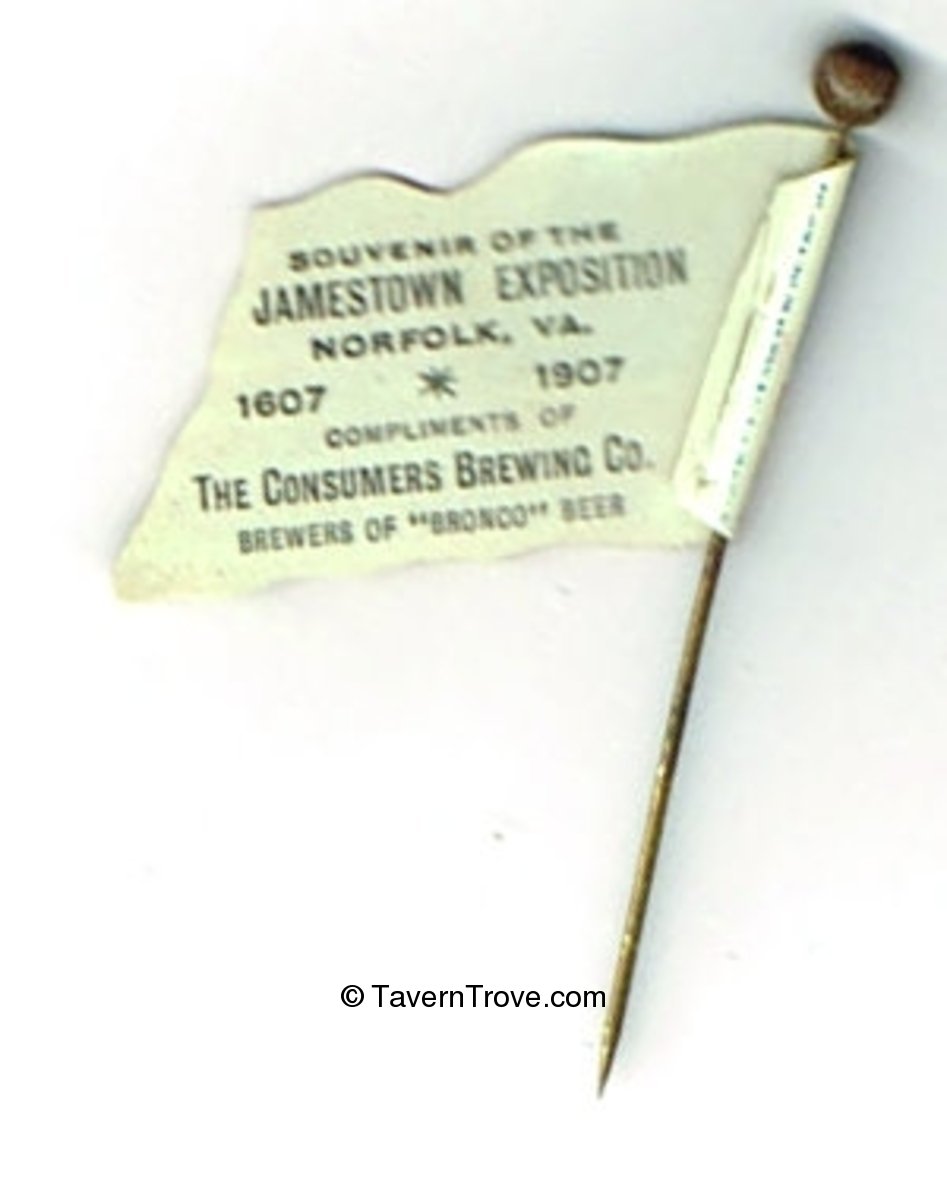 SOUVENIR OF THE
JAMESTOWN EXPOSITION
NORFOLK, VA.
1607 * 1907
COMPLIMENTS OF
THE CONSUMERS BREWING CO.
BREWERS OF "BRONCO" BEER
© TavernTrove.com